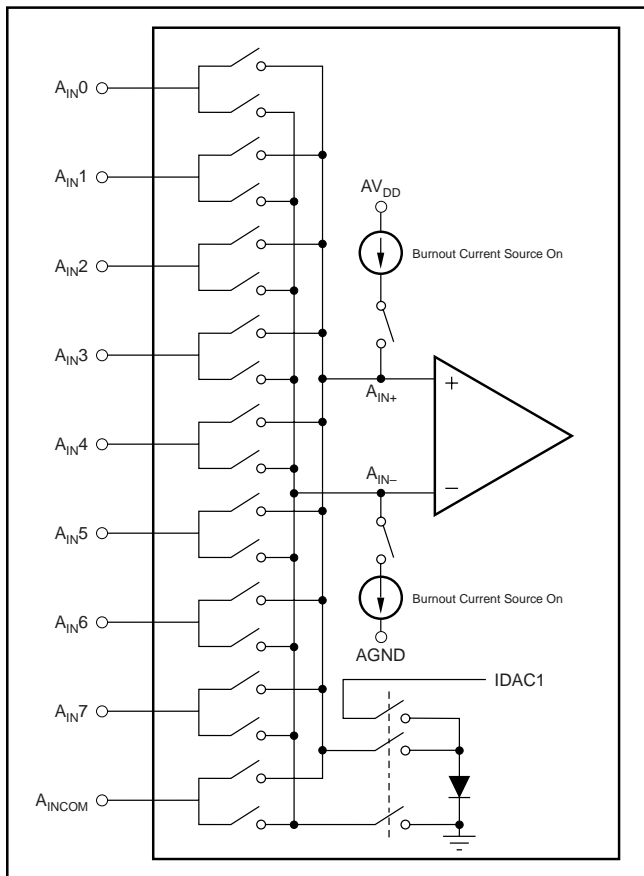 AIN0
AIN1
AVDD
Burnout Current Source On
AIN2
AIN3
+
AIN+
AIN4
AIN–
–
AIN5
Burnout Current Source On
AIN6
AGND
IDAC1
AIN7
AINCOM